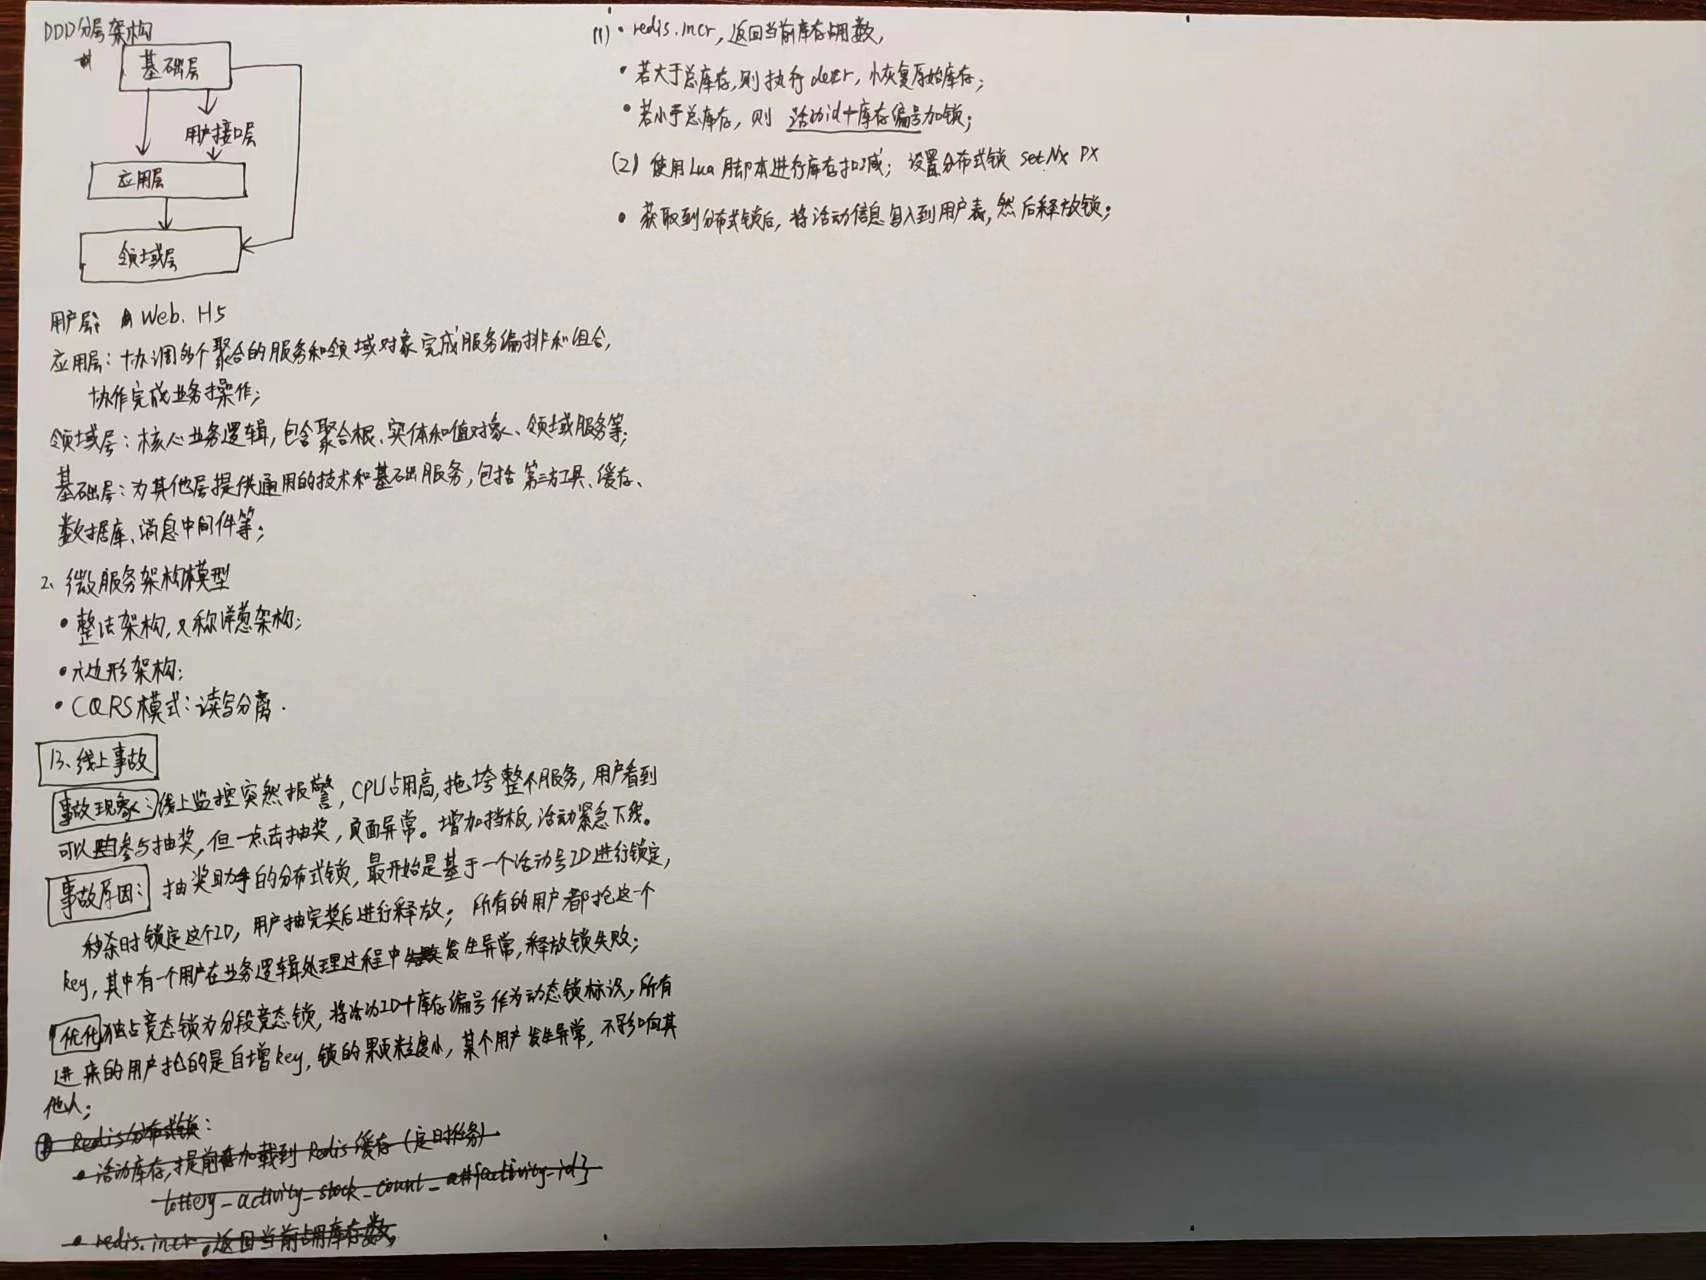 DDD分层架构
基础层
用户接口层
应用层
领域层
用户层: Web. H5
应用层: 协调多个聚合的服务和领域对象完成服务编排和组合,
协作完成业务操作;
领域层: 核心业务逻辑, 包含聚合根、实体和值对象、领域服务等;
基础层: 为其他层提供通用的技术和基础服务, 包括第三方工具、缓存、
数据库、消息中间件等;
2. 微服务架构模型
• 整洁架构, 又称洋葱架构;
• 六边形架构;
• CQRS模式: 读写分离.
13、线上事故
事故现象: 线上监控突然报警, CPU占用高, 拖垮整个服务, 用户看到
可以参与抽奖, 但一点击抽奖, 页面异常。增加挡板, 活动紧急下线。
事故原因: 抽奖助手的分布式锁, 最开始是基于一个活动号ID进行锁定,
秒杀时锁定这个ID, 用户抽完奖后进行释放; 所有的用户都抢这个
key, 其中有一个用户在业务逻辑处理过程中发生异常, 释放锁失败;
优化 独占竞态锁为分段竞态锁, 将活动ID+库存编号作为动态锁标识, 所有
进来的用户抢的是自增key, 锁的颗粒度小, 某个用户发生异常, 不影响其
他人;
① Redis分布式锁:
• 活动库存, 提前加载到Redis缓存 (定时任务)
lottery_activity_stock_count_#{activity_id}
• redis.incr, 返回当前占用库存数,
(1) • redis.incr, 返回当前库存占用数,
• 若大于总库存, 则执行decr, 恢复原始库存;
• 若小于总库存, 则 活动id+库存编号加锁;
(2) 使用Lua脚本进行库存扣减; 设置分布式锁 setNx PX
• 获取到分布式锁后, 将活动信息写入到用户表, 然后释放锁;